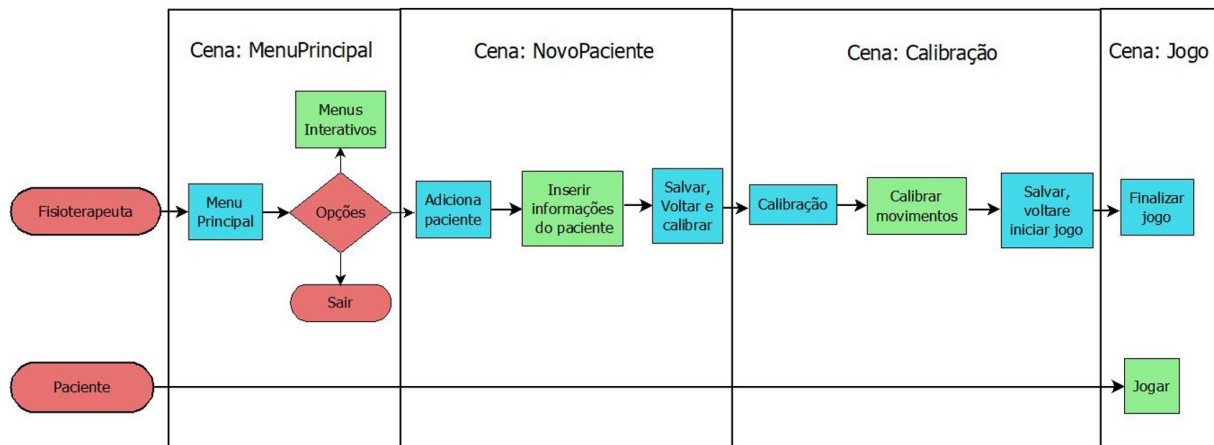 Cena: MenuPrincipal
Cena: NovoPaciente
Cena: Calibração
Cena: Jogo
Menus
Interativos
Fisioterapeuta
Menu
Principal
Opções
Adiciona
paciente
Inserir
informações
do paciente
Salvar,
Voltar e
calibrar
Calibração
Calibrar
movimentos
Salvar,
voltare
iniciar jogo
Finalizar
jogo
Sair
Paciente
Jogar